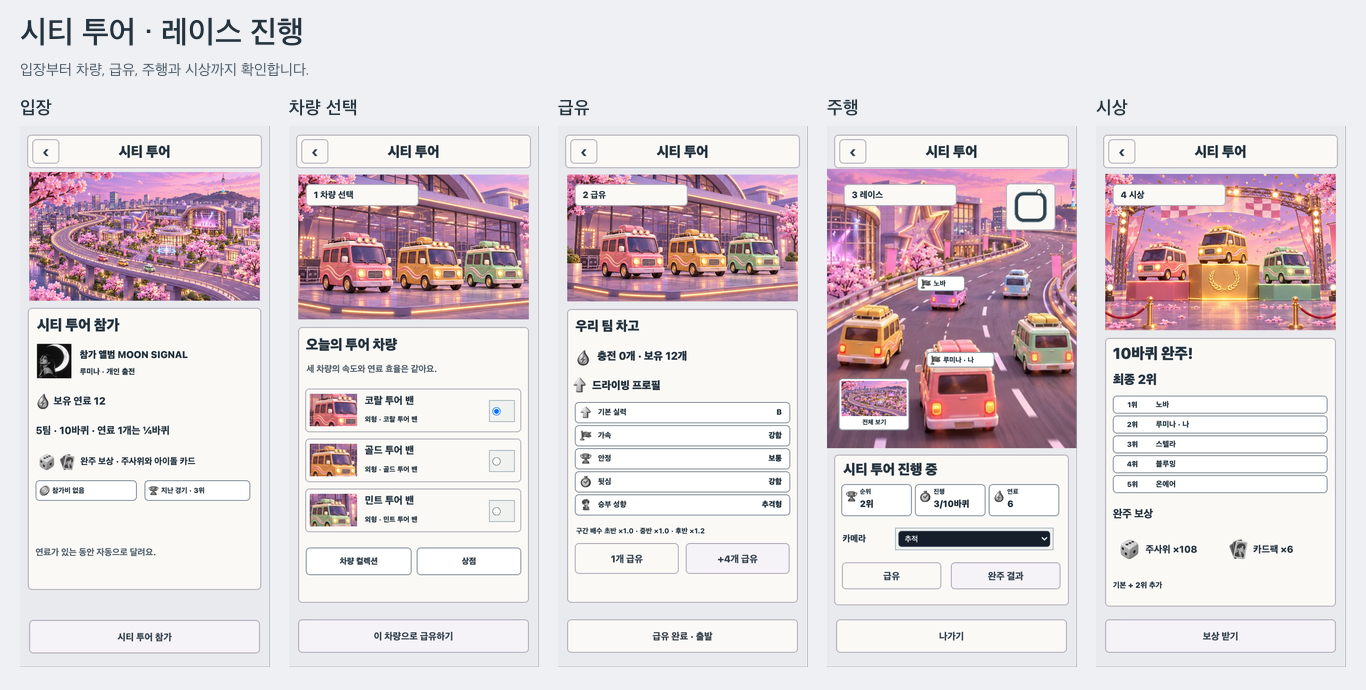 시티 투어 · 레이스 진행
입장부터 차량, 급유, 주행과 시상까지 확인합니다.
입장
시티 투어
시티 투어 참가
참가 앨범 MOON SIGNAL
루미나 · 개인 출전
보유 연료 12
5팀 · 10바퀴 · 연료 1개는 ¼바퀴
완주 보상 · 주사위와 아이돌 카드
참가비 없음
지난 경기 · 3위
연료가 있는 동안 자동으로 달려요.
시티 투어 참가
차량 선택
시티 투어
1 차량 선택
오늘의 투어 차량
세 차량의 속도와 연료 효율은 같아요.
코랄 투어 밴
외형 · 코랄 투어 밴
골드 투어 밴
외형 · 골드 투어 밴
민트 투어 밴
외형 · 민트 투어 밴
차량 컬렉션
상점
이 차량으로 급유하기
급유
시티 투어
2 급유
우리 팀 차고
충전 0개 · 보유 12개
드라이빙 프로필
기본 실력 B
가속 강함
안정 보통
뒷심 강함
승부 성향 추격형
구간 배수 초반 ×1.0 · 중반 ×1.0 · 후반 ×1.2
1개 급유
+4개 급유
급유 완료 · 출발
주행
시티 투어
3 레이스
노바
루미나 · 나
전체 보기
시티 투어 진행 중
순위
2위
진행
3/10바퀴
연료
6
카메라
추적
급유
완주 결과
나가기
시상
시티 투어
4 시상
10바퀴 완주!
최종 2위
1위 노바
2위 루미나 · 나
3위 스텔라
4위 블루밍
5위 온에어
완주 보상
주사위 ×108
카드팩 ×6
기본 + 2위 추가
보상 받기